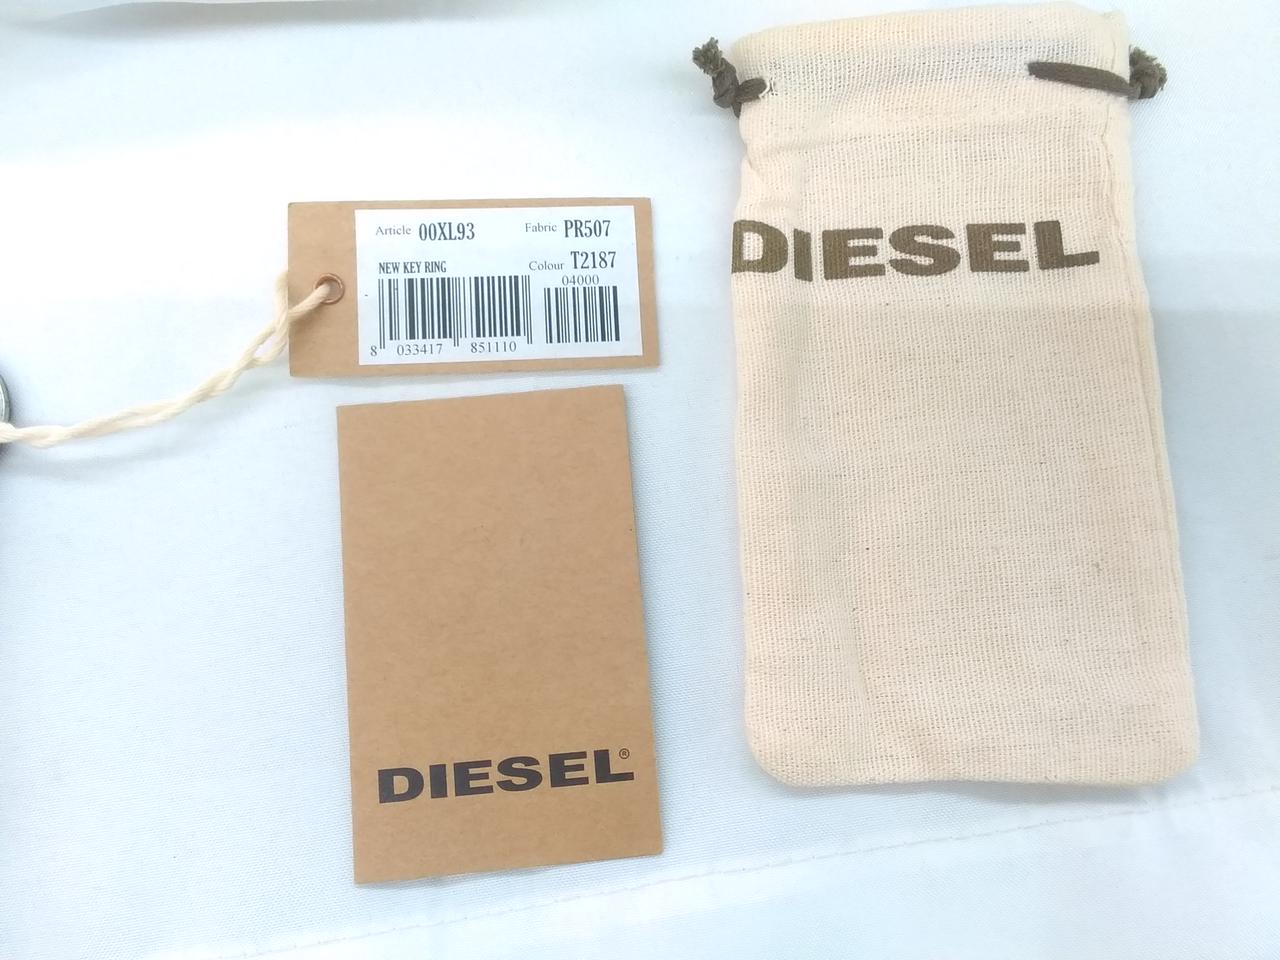 Article 00XL93 Fabric PR507
NEW KEY RING Colour T2187
04000
8 033417 851110
DIESEL
DIESEL®